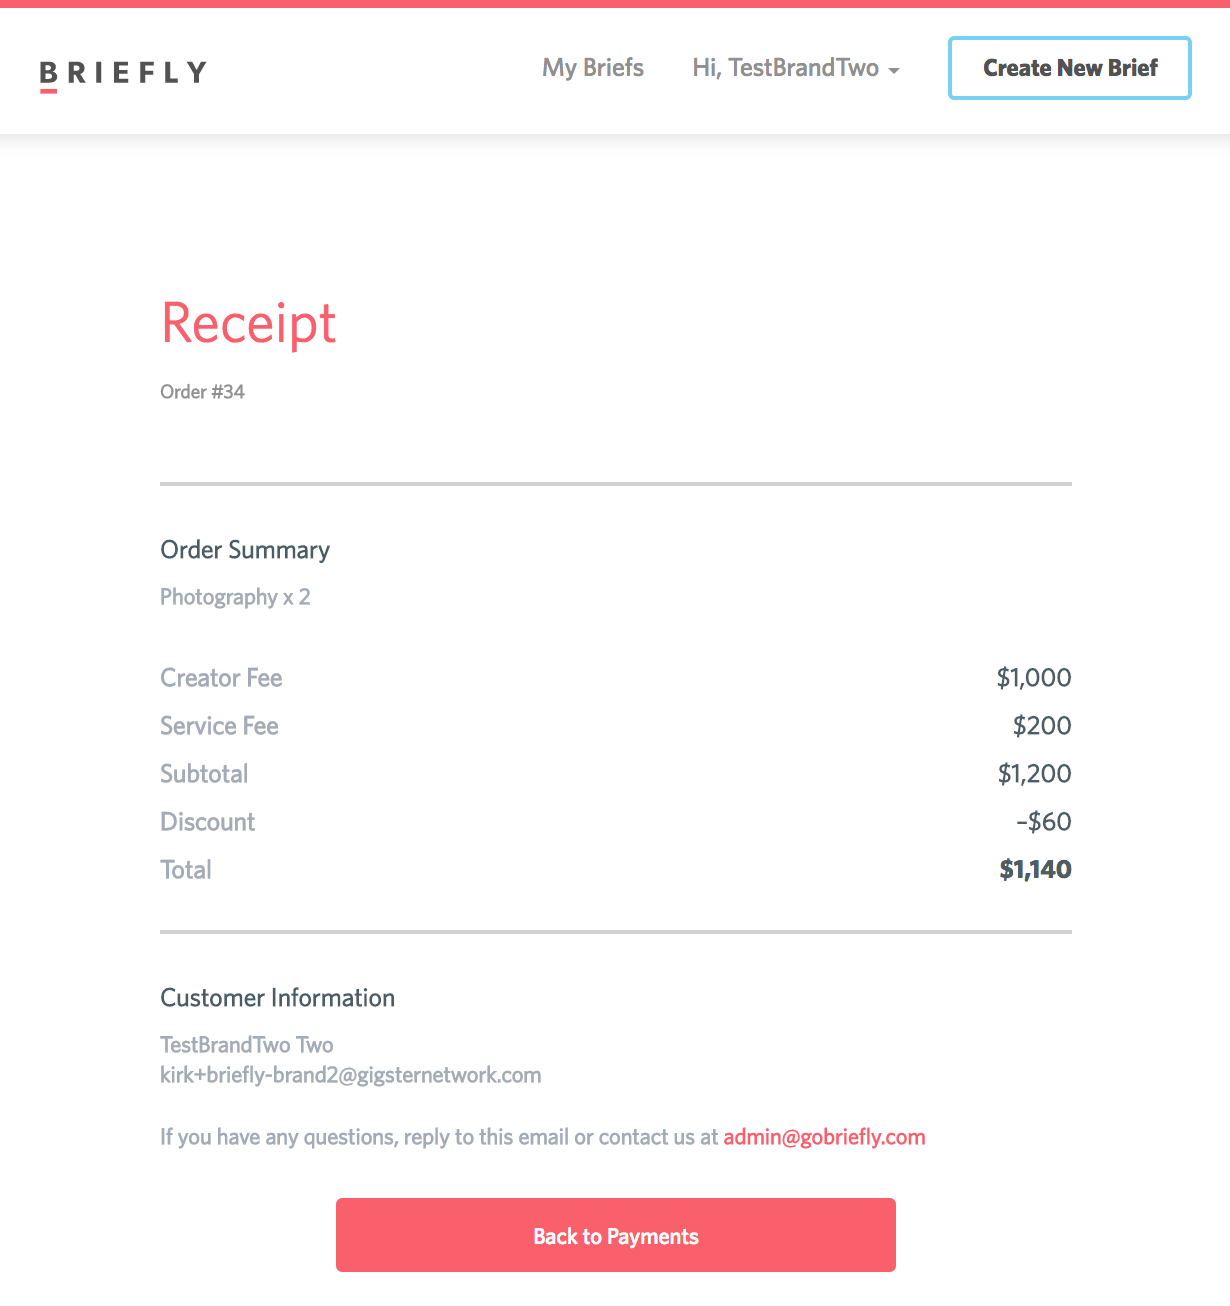 BRIEFLY
My Briefs
Hi, TestBrandTwo
Create New Brief
Receipt
Order #34
Order Summary
Photography x 2
Creator Fee $1,000
Service Fee $200
Subtotal $1,200
Discount –$60
Total $1,140
Customer Information
TestBrandTwo Two
kirk+briefly-brand2@gigsternetwork.com
If you have any questions, reply to this email or contact us at admin@gobriefly.com
Back to Payments